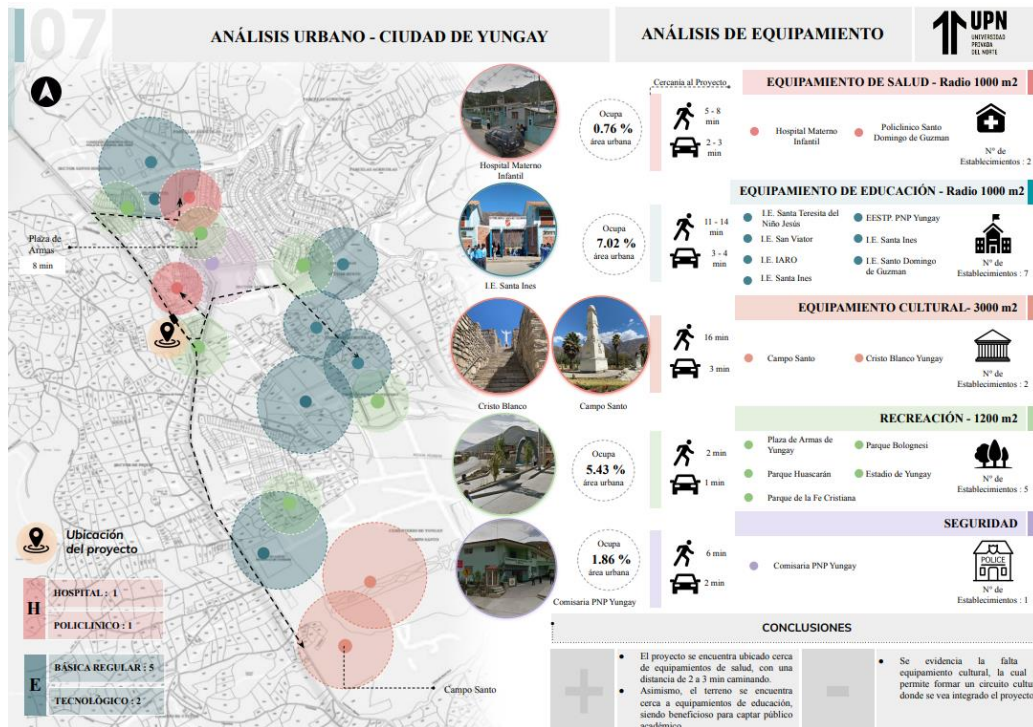 07
ANÁLISIS URBANO - CIUDAD DE YUNGAY
ANÁLISIS DE EQUIPAMIENTO
UPN
UNIVERSIDAD
PRIVADA
DEL NORTE
Plaza de
Armas
8 min
Campo Santo
Ubicación
del proyecto
H
HOSPITAL : 1
POLICLINICO : 1
E
BÁSICA REGULAR : 5
TECNOLÓGICO : 2
Cercania al Proyecto
Hospital Materno
Infantil
Ocupa
0.76 %
área urbana
5 - 8
min
2 - 3
min
EQUIPAMIENTO DE SALUD - Radio 1000 m2
Hospital Materno
Infantil
Policlinico Santo
Domingo de Guzman
N° de
Establecimientos : 2
I.E. Santa Ines
Ocupa
7.02 %
área urbana
11 - 14
min
3 - 4
min
EQUIPAMIENTO DE EDUCACIÓN - Radio 1000 m2
I.E. Santa Teresita del
Niño Jesús
I.E. San Viator
I.E. IARO
I.E. Santa Ines
EESTP. PNP Yungay
I.E. Santa Ines
I.E. Santo Domingo
de Guzman
N° de
Establecimientos : 7
Cristo Blanco
Campo Santo
16 min
3 min
EQUIPAMIENTO CULTURAL- 3000 m2
Campo Santo
Cristo Blanco Yungay
N° de
Establecimientos : 2
Ocupa
5.43 %
área urbana
2 min
1 min
RECREACIÓN - 1200 m2
Plaza de Armas de
Yungay
Parque Huascarán
Parque de la Fe Cristiana
Parque Bolognesi
Estadio de Yungay
N° de
Establecimientos : 5
Ocupa
1.86 %
área urbana
Comisaria PNP Yungay
6 min
2 min
SEGURIDAD
Comisaria PNP Yungay
POLICE
N° de
Establecimientos : 1
CONCLUSIONES
El proyecto se encuentra ubicado cerca
de equipamientos de salud, con una
distancia de 2 a 3 min caminando.
Asimismo, el terreno se encuentra
cerca a equipamientos de educación,
siendo beneficioso para captar público
académico
Se evidencia la falta
equipamiento cultural, la cual
permite formar un circuito cultu
donde se vea integrado el proyecto